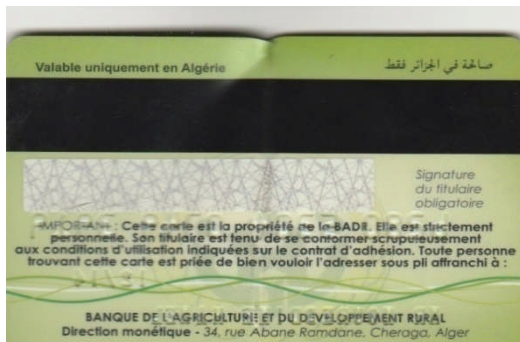 Valable uniquement en Algérie
صالحة في الجزائر فقط
Signature
du titulaire
obligatoire
IMPORTANT : Cette carte est la propriété de la BADR. Elle est strictement
personnelle. Son titulaire est tenu de se conformer scrupuleusement
aux conditions d'utilisation indiquées sur le contrat d'adhésion. Toute personne
trouvant cette carte est priée de bien vouloir l'adresser sous pli affranchi à :
BANQUE DE L'AGRICULTURE ET DU DEVELOPPEMENT RURAL
Direction monétique - 34, rue Abane Ramdane, Cheraga, Alger